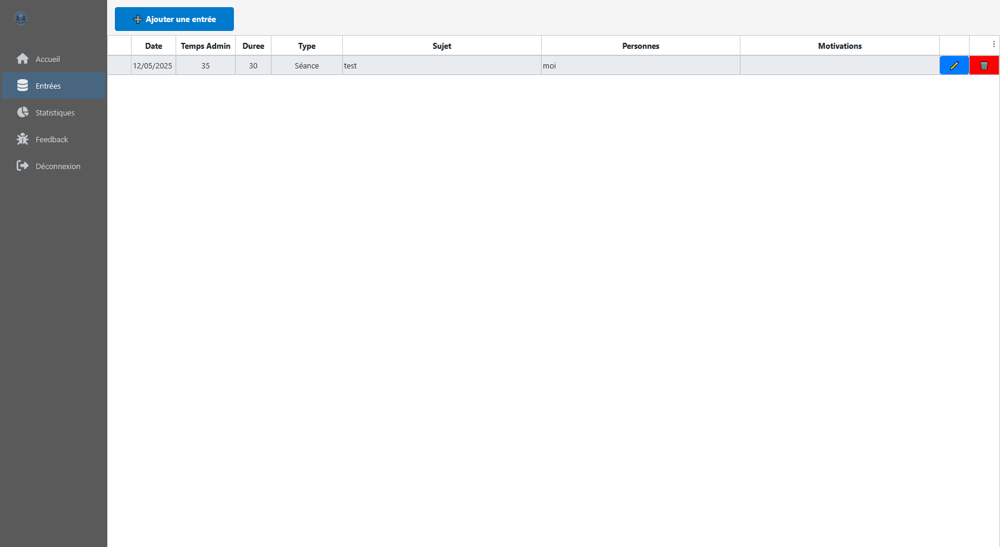 Ajouter une entrée
Accueil
Entrées
Statistiques
Feedback
Déconnexion
Date Temps Admin Duree Type Sujet Personnes Motivations
12/05/2025 35 30 Séance test moi